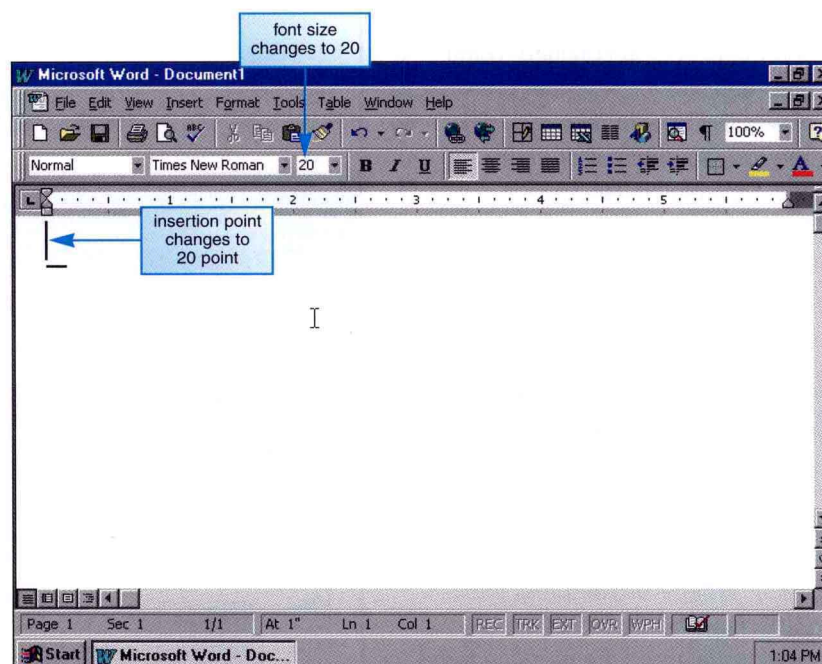 font size
changes to 20
Microsoft Word - Document1
File Edit View Insert Format Tools Table Window Help
ABC
100%
Normal Times New Roman 20 B I U A
1 2 3 4 5
insertion point
changes to
20 point
Page 1 Sec 1 1/1 At 1" Ln 1 Col 1 REC TRK EXT OVR WPH
Start Microsoft Word - Doc... 1:04 PM